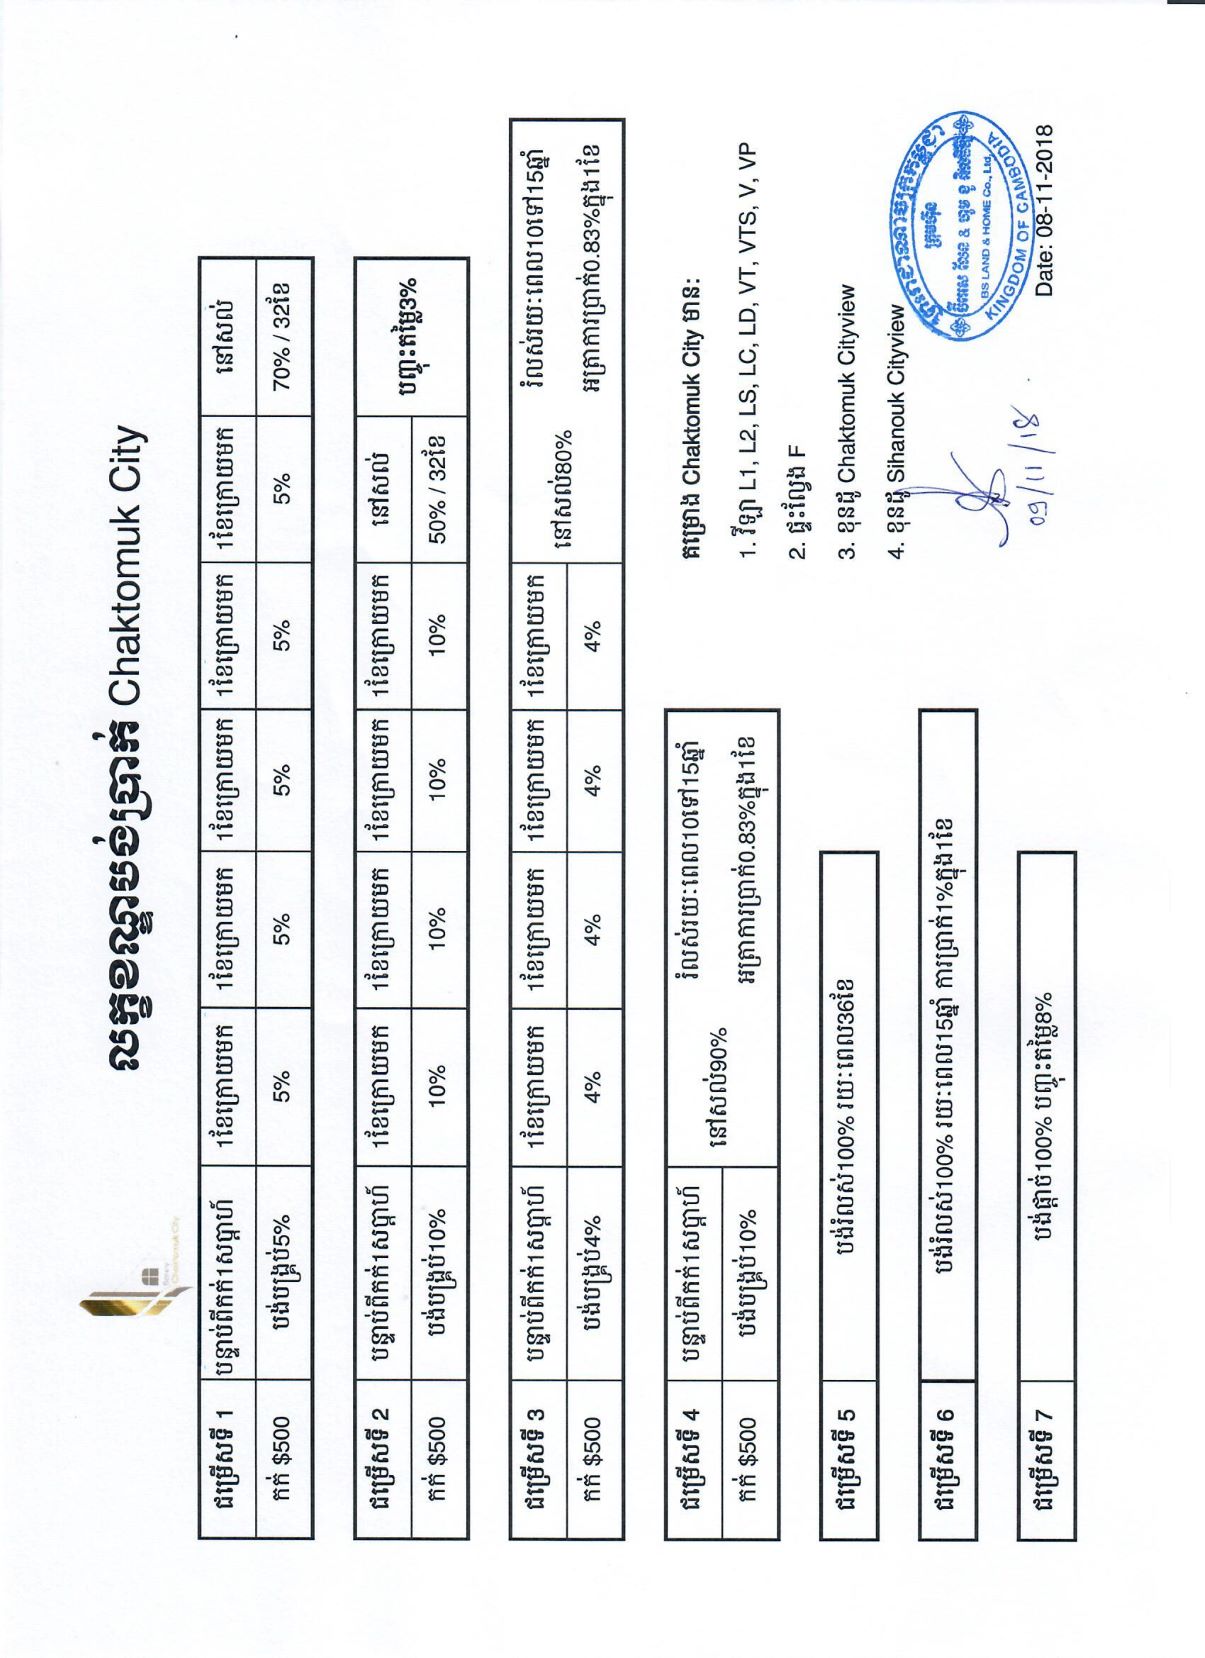 លក្ខខណ្ឌបង់ប្រាក់ Chaktomuk City
Chaktomuk City
ជម្រើសទី 1 បន្ទាប់ពីកក់1សប្តាហ៍ 1ខែក្រោយមក 1ខែក្រោយមក 1ខែក្រោយមក 1ខែក្រោយមក 1ខែក្រោយមក នៅសល់
កក់ $500 បង់បង្គ្រប់5% 5% 5% 5% 5% 5% 70% / 32ខែ
ជម្រើសទី 2 បន្ទាប់ពីកក់1សប្តាហ៍ 1ខែក្រោយមក 1ខែក្រោយមក 1ខែក្រោយមក 1ខែក្រោយមក នៅសល់
បញ្ចុះតម្លៃ3%
កក់ $500 បង់បង្គ្រប់10% 10% 10% 10% 10% 50% / 32ខែ
ជម្រើសទី 3 បន្ទាប់ពីកក់1សប្តាហ៍ 1ខែក្រោយមក 1ខែក្រោយមក 1ខែក្រោយមក 1ខែក្រោយមក រំលស់រយៈពេល10ទៅ15ឆ្នាំ
នៅសល់80%
កក់ $500 បង់បង្គ្រប់4% 4% 4% 4% 4% អត្រាការប្រាក់0.83%ក្នុង1ខែ
ជម្រើសទី 4 បន្ទាប់ពីកក់1សប្តាហ៍ រំលស់រយៈពេល10ទៅ15ឆ្នាំ
នៅសល់90%
កក់ $500 បង់បង្គ្រប់10% អត្រាការប្រាក់0.83%ក្នុង1ខែ
ជម្រើសទី 5 បង់រំលស់100% រយៈពេល36ខែ
ជម្រើសទី 6 បង់រំលស់100% រយៈពេល15ឆ្នាំ ការប្រាក់1%ក្នុង1ខែ
ជម្រើសទី 7 បង់ផ្តាច់100% បញ្ចុះតម្លៃ8%
គម្រោង Chaktomuk City មាន:
1. វីឡា L1, L2, LS, LC, LD, VT, VTS, V, VP
2. ផ្ទះល្វែង F
3. ខុនដូ Chaktomuk Cityview
4. ខុនដូ Sihanouk Cityview
ព្រះរាជាណាចក្រកម្ពុជា
ក្រុមហ៊ុន
BS LAND & HOME Co., Ltd.
KINGDOM OF CAMBODIA
09/11/18
Date: 08-11-2018